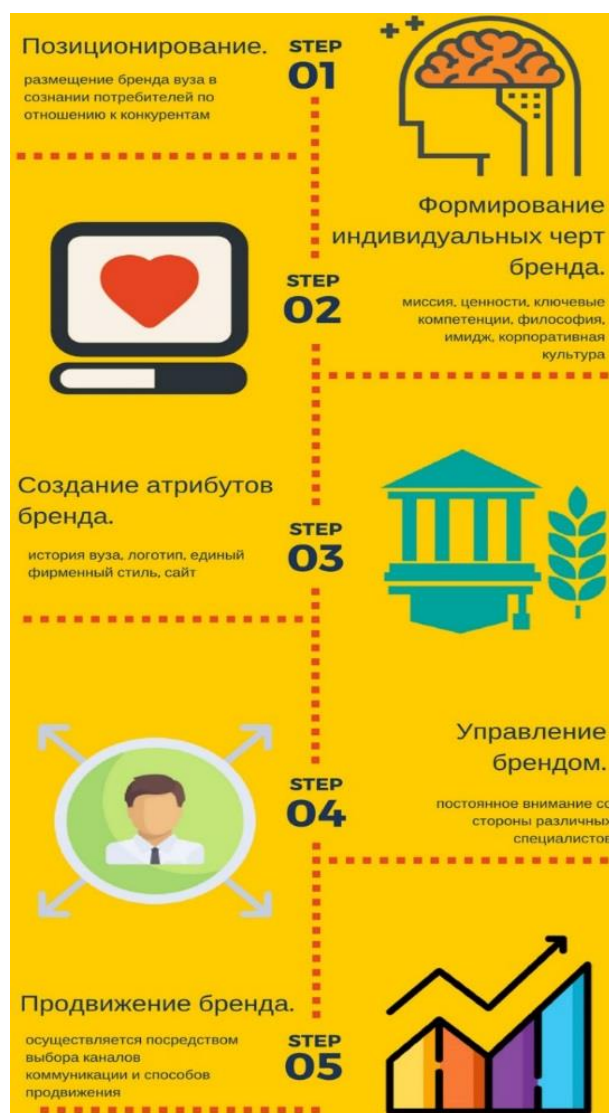 Позиционирование.
размещение бренда вуза в
сознании потребителей по
отношению к конкурентам
STEP
01
Формирование
индивидуальных черт
бренда.
миссия, ценности, ключевые
компетенции, философия,
имидж, корпоративная
культура
STEP
02
Создание атрибутов
бренда.
история вуза, логотип, единый
фирменный стиль, сайт
STEP
03
Управление
брендом.
постоянное внимание со
стороны различных
специалистов
STEP
04
Продвижение бренда.
осуществляется посредством
выбора каналов
коммуникации и способов
продвижения
STEP
05